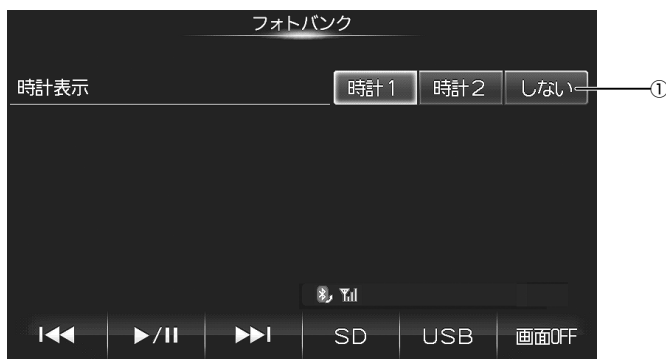 フォトバンク
時計表示 時計1 時計2 しない ①
I◀◀ ▶/II ▶▶I SD USB 画面OFF